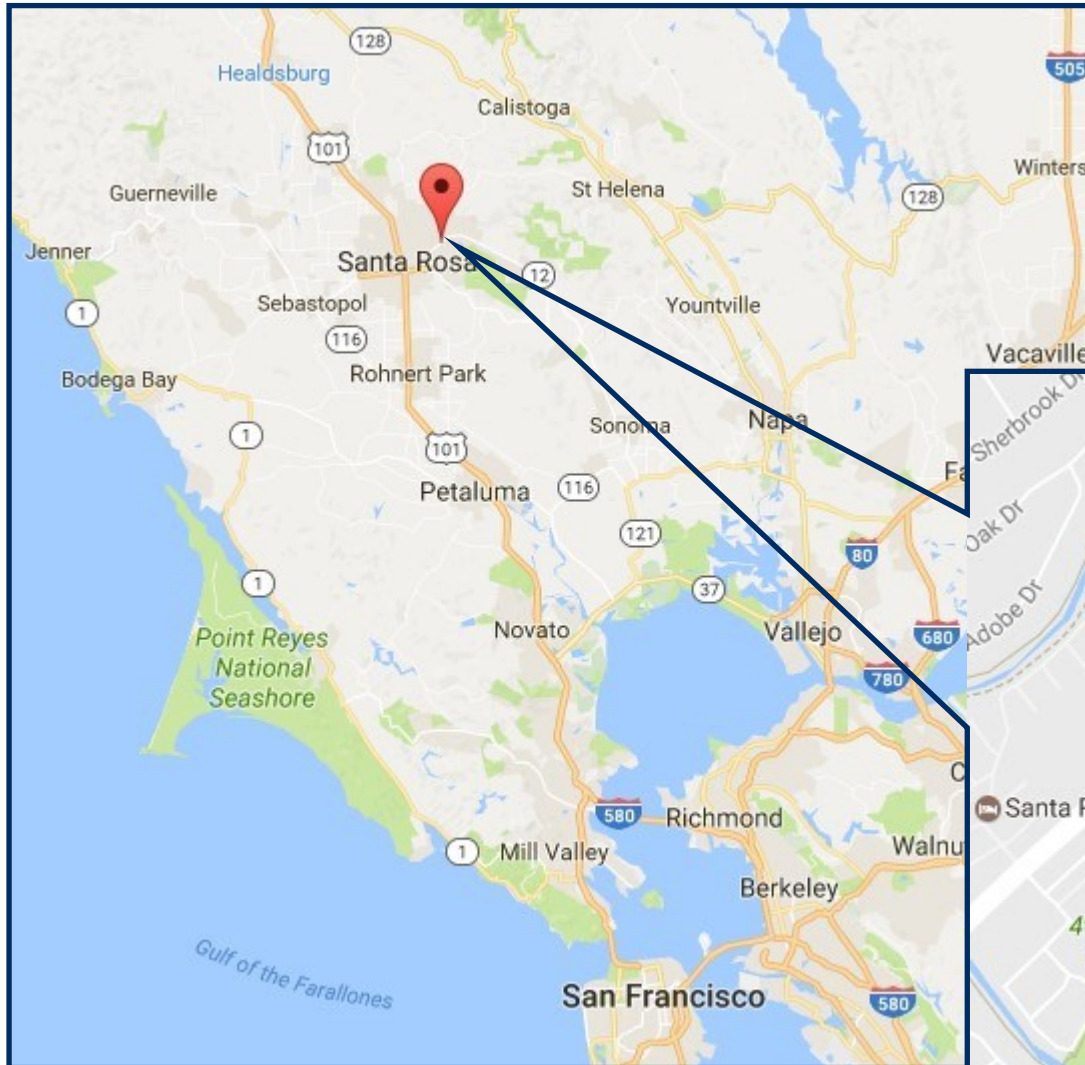 128
Healdsburg
505
Calistoga
101
Winters
Guerneville
St Helena
128
Jenner
Santa Rosa
12
Sebastopol
Yountville
1
116
Vacaville
Rohnert Park
Bodega Bay
Sherbrook Dr
Sonoma
Napa
1
101
Fa
Petaluma
116
Oak Dr
121
80
1
37
Adobe Dr
Novato
Vallejo
680
Point Reyes
National
Seashore
780
C
Santa R
580
Richmond
1
Mill Valley
Walnu
Berkeley
4
Gulf of the Farallones
San Francisco
580